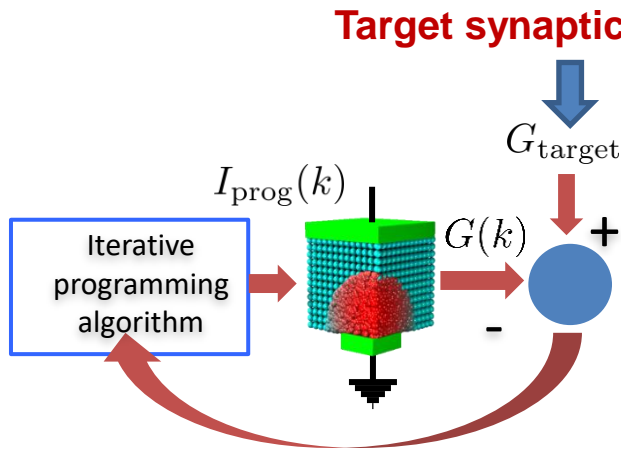 Target synaptic
G_target
I_prog(k)
G(k)
+
Iterative
programming
algorithm
-